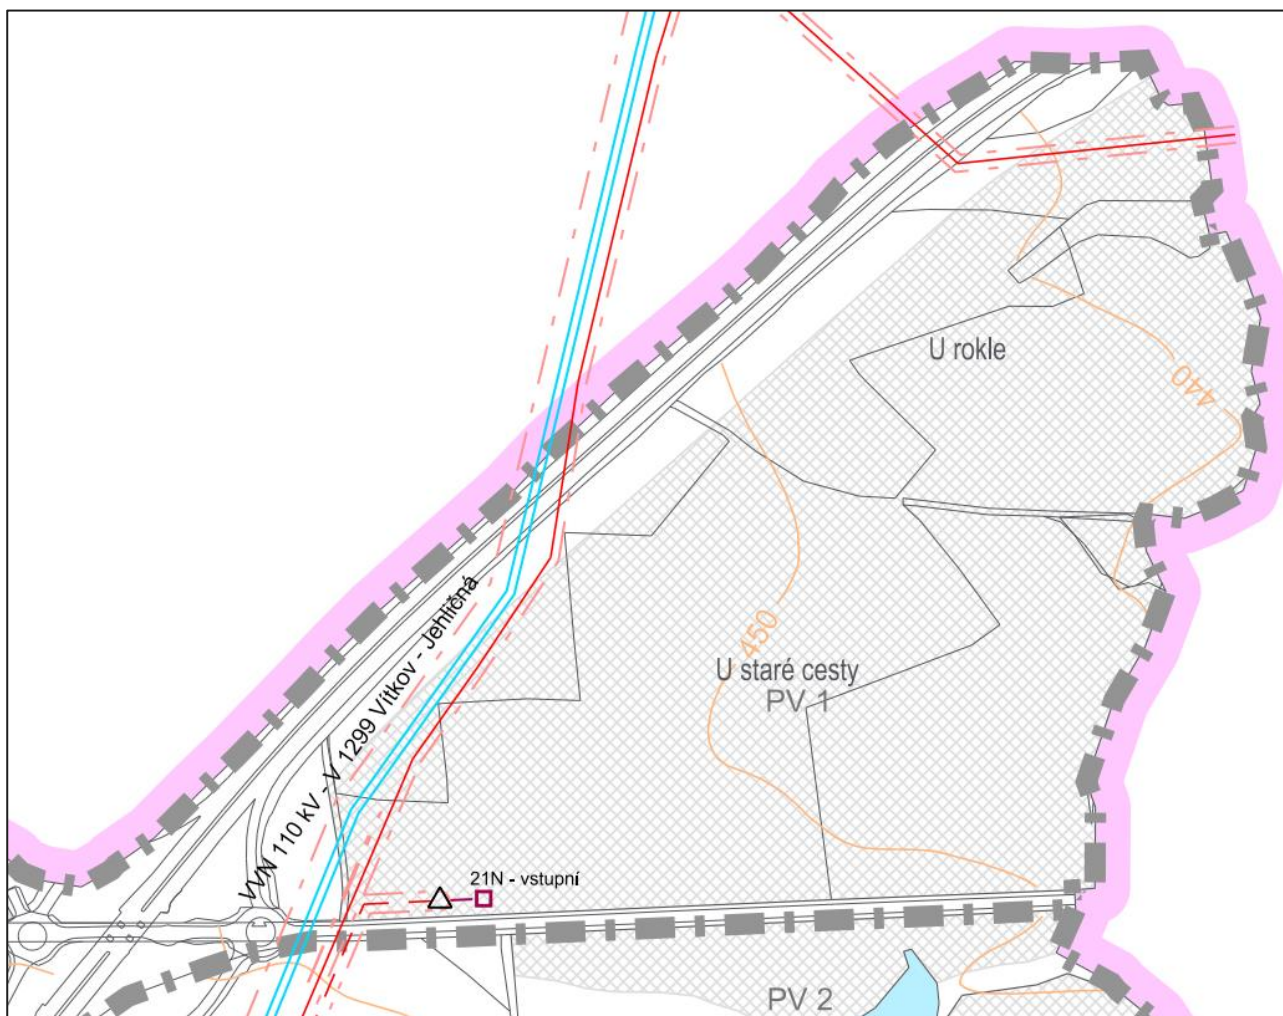 U rokle
440
VVN 110 kV - V 1299 Vítkov - Jehličná
450
U staré cesty
PV 1
21N - vstupní
PV 2